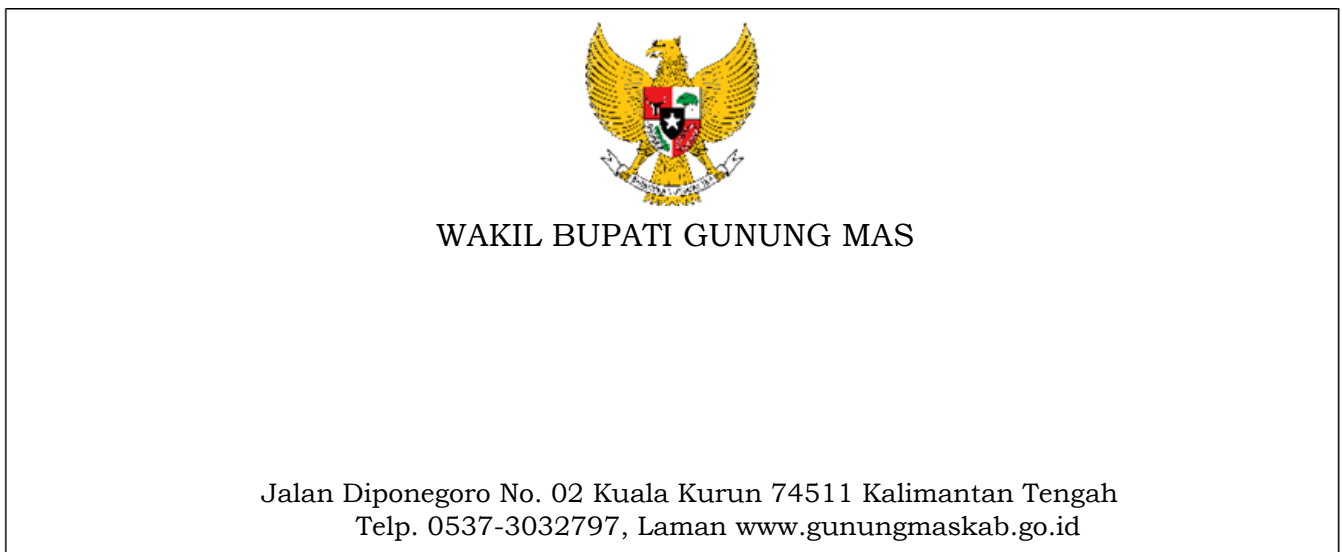 WAKIL BUPATI GUNUNG MAS
Jalan Diponegoro No. 02 Kuala Kurun 74511 Kalimantan Tengah
Telp. 0537-3032797, Laman www.gunungmaskab.go.id